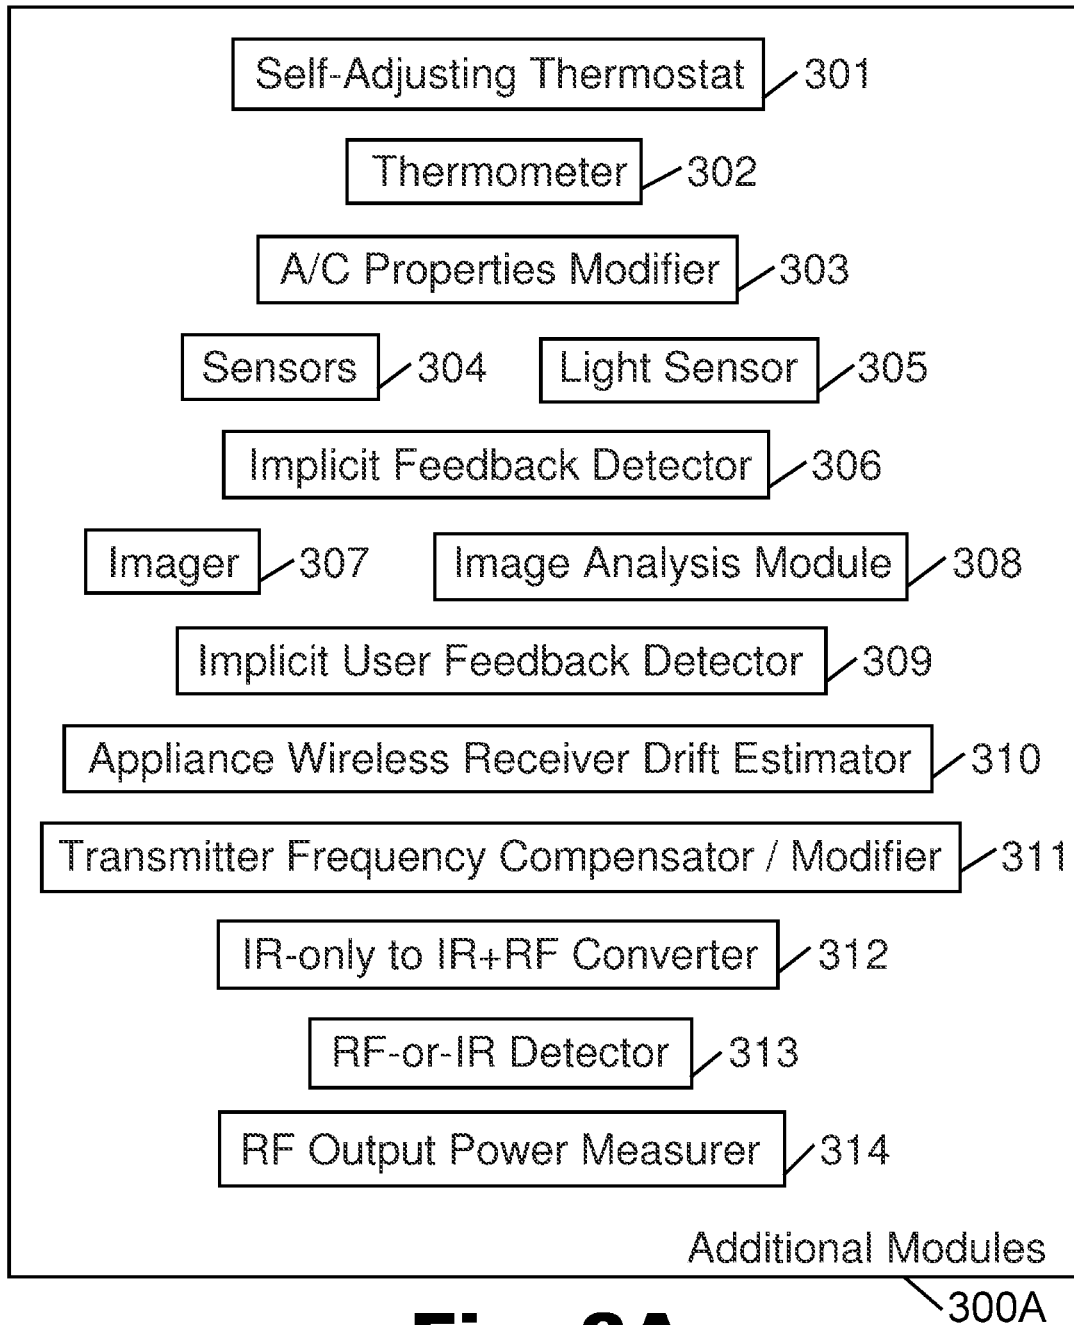 Self-Adjusting Thermostat 301
Thermometer 302
A/C Properties Modifier 303
Sensors 304 Light Sensor 305
Implicit Feedback Detector 306
Imager 307 Image Analysis Module 308
Implicit User Feedback Detector 309
Appliance Wireless Receiver Drift Estimator 310
Transmitter Frequency Compensator / Modifier 311
IR-only to IR+RF Converter 312
RF-or-IR Detector 313
RF Output Power Measurer 314
Additional Modules
300A